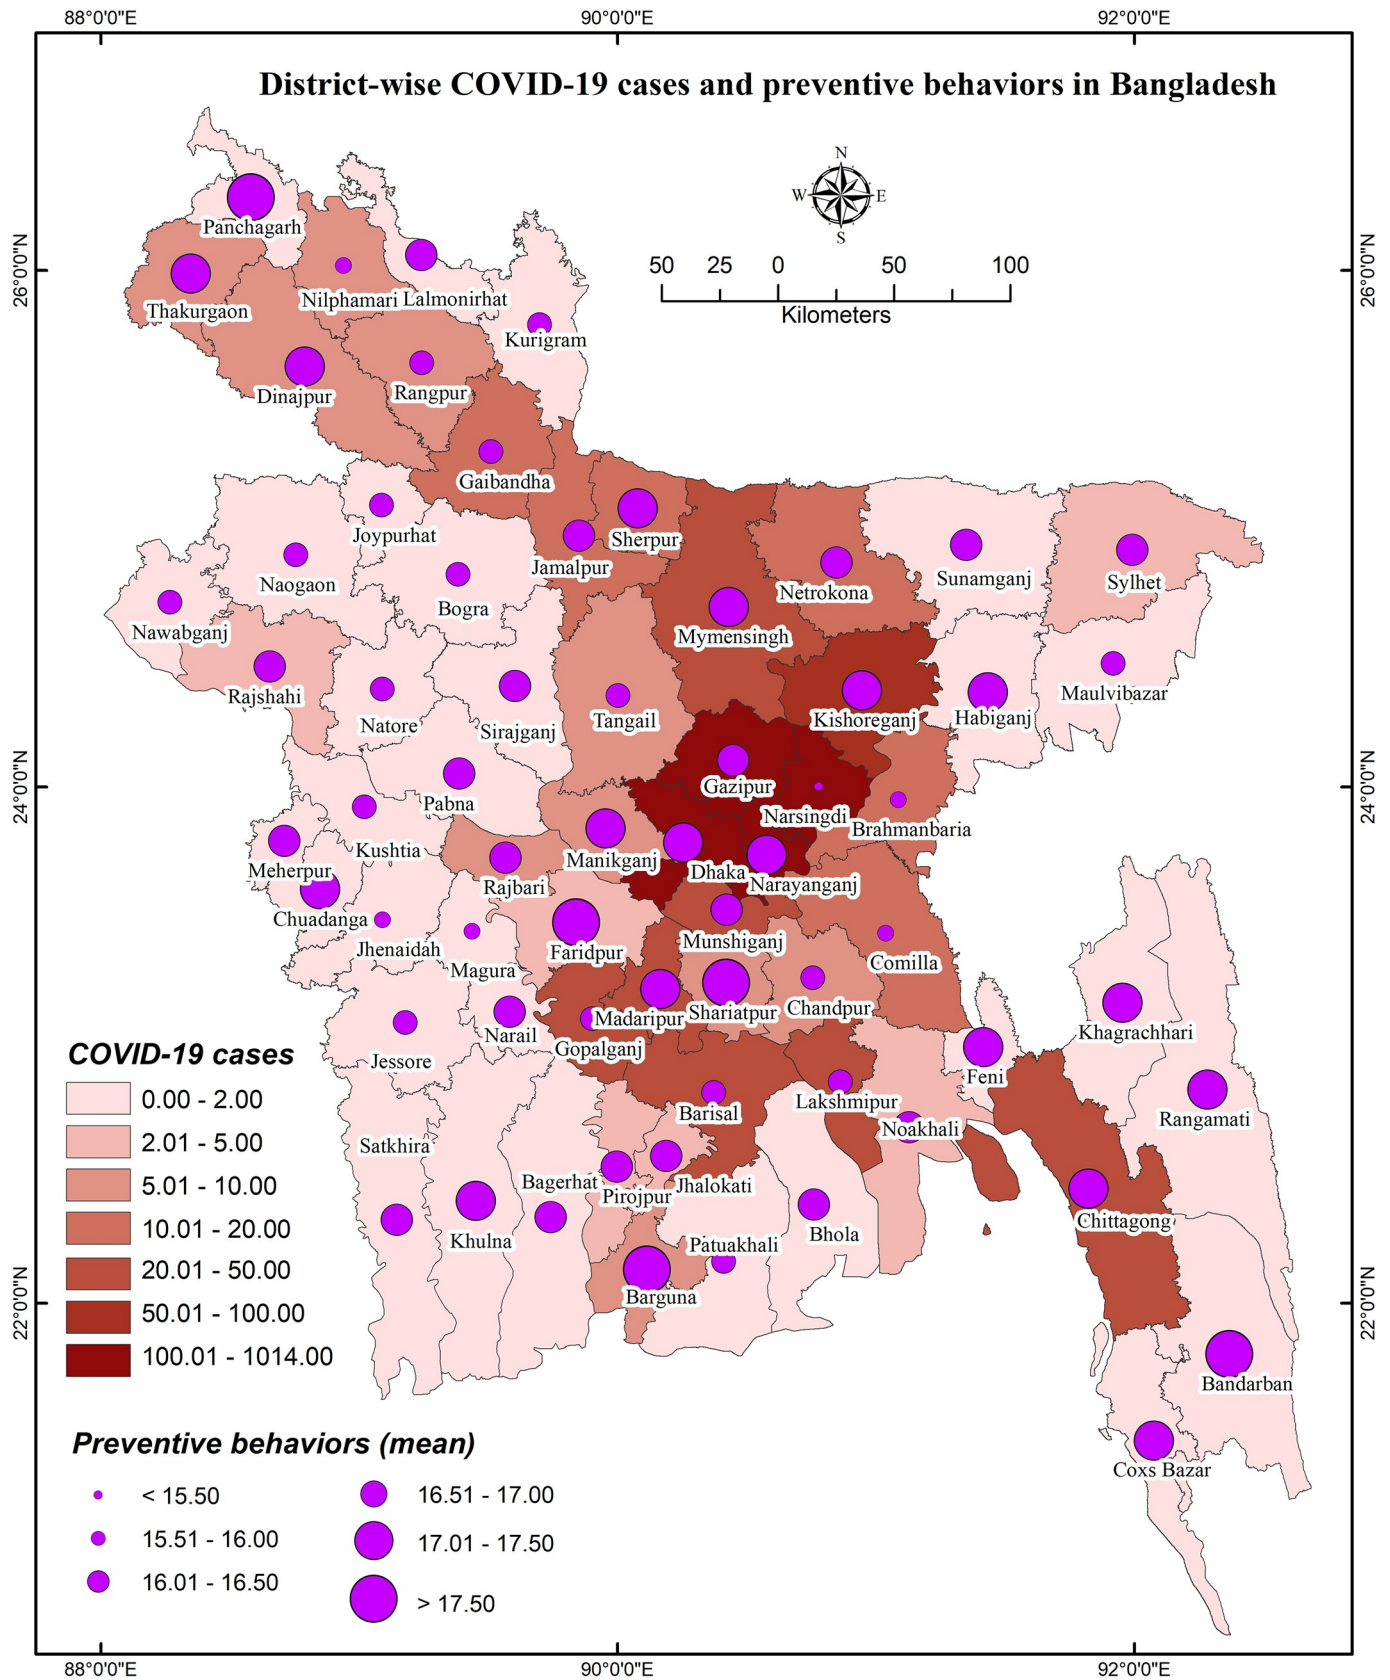 88°0'0"E 90°0'0"E 92°0'0"E
District-wise COVID-19 cases and preventive behaviors in Bangladesh
N
W E
S
50 25 0 50 100
Kilometers
26°0'0"N 26°0'0"N
Panchagarh
Thakurgaon
Nilphamari Lalmonirhat
Kurigram
Dinajpur
Rangpur
Gaibandha
Joypurhat
Sherpur
Jamalpur
Naogaon
Bogra
Netrokona
Sunamganj
Sylhet
Nawabganj
Mymensingh
Rajshahi
Natore
Sirajganj
Tangail
Kishoreganj
Habiganj
Maulvibazar
24°0'0"N 24°0'0"N
Pabna
Gazipur
Narsingdi
Brahmanbaria
Kushtia
Meherpur
Manikganj
Dhaka
Narayanganj
Rajbari
Chuadanga
Jhenaidah
Magura
Faridpur
Munshiganj
Comilla
Narail
Madaripur
Shariatpur
Chandpur
Khagrachhari
Jessore
Gopalganj
Feni
Barisal
Lakshmipur
Noakhali
Rangamati
Satkhira
Bagerhat
Pirojpur
Jhalokati
Khulna
Patuakhali
Bhola
Chittagong
Barguna
22°0'0"N 22°0'0"N
Bandarban
Coxs Bazar
COVID-19 cases
0.00 - 2.00
2.01 - 5.00
5.01 - 10.00
10.01 - 20.00
20.01 - 50.00
50.01 - 100.00
100.01 - 1014.00
Preventive behaviors (mean)
< 15.50
15.51 - 16.00
16.01 - 16.50
16.51 - 17.00
17.01 - 17.50
> 17.50
88°0'0"E 90°0'0"E 92°0'0"E